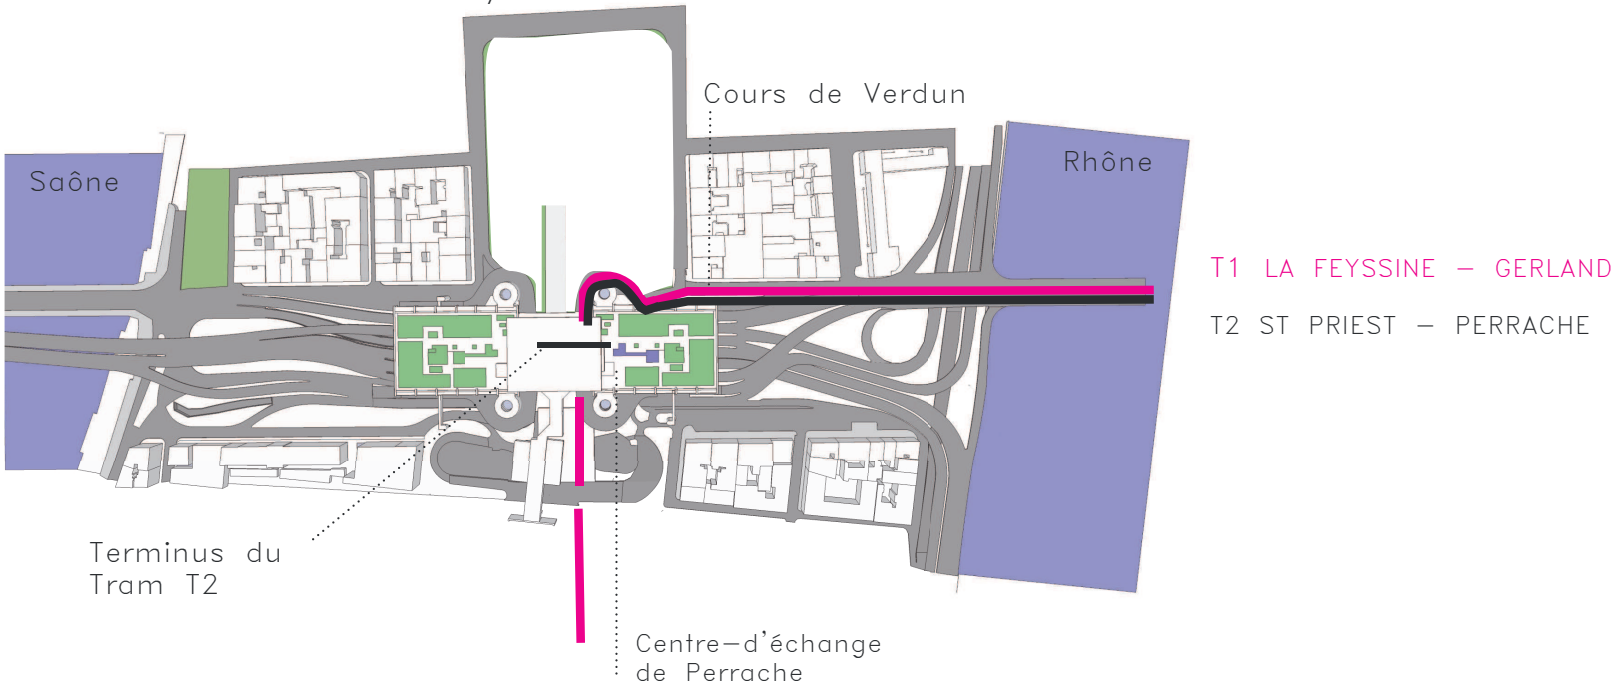 Cours de Verdun
Saône
Rhône
T1 LA FEYSSINE – GERLAND
T2 ST PRIEST – PERRACHE
Terminus du
Tram T2
Centre–d'échange
de Perrache